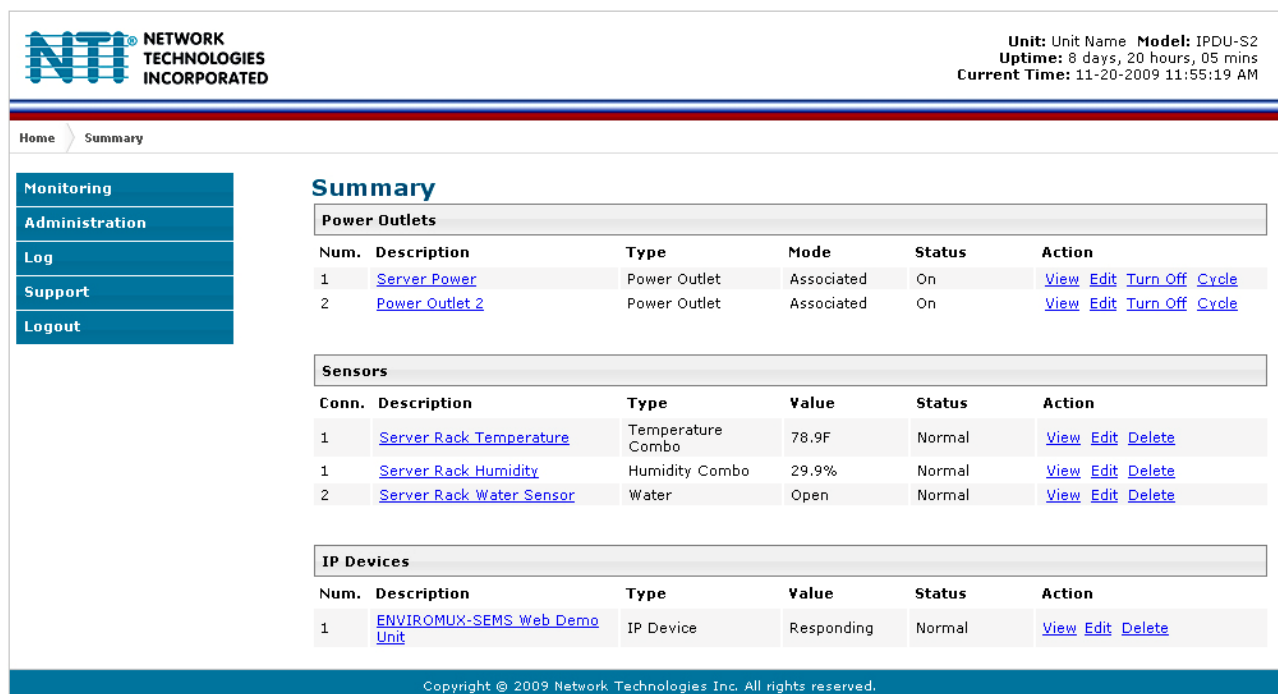 NTI® NETWORK
TECHNOLOGIES
INCORPORATED
Unit: Unit Name Model: IPDU-S2
Uptime: 8 days, 20 hours, 05 mins
Current Time: 11-20-2009 11:55:19 AM
Home Summary
Monitoring
Administration
Log
Support
Logout
Summary
Power Outlets
Num. Description Type Mode Status Action
1 Server Power Power Outlet Associated On View Edit Turn Off Cycle
2 Power Outlet 2 Power Outlet Associated On View Edit Turn Off Cycle
Sensors
Conn. Description Type Value Status Action
1 Server Rack Temperature Temperature Combo 78.9F Normal View Edit Delete
1 Server Rack Humidity Humidity Combo 29.9% Normal View Edit Delete
2 Server Rack Water Sensor Water Open Normal View Edit Delete
IP Devices
Num. Description Type Value Status Action
1 ENVIROMUX-SEMS Web Demo Unit IP Device Responding Normal View Edit Delete
Copyright © 2009 Network Technologies Inc. All rights reserved.